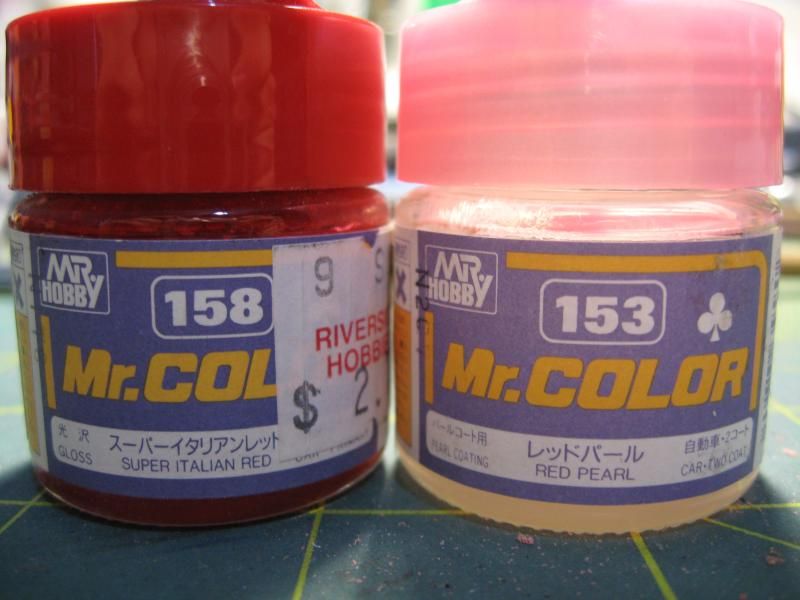 MR HOBBY
158
Mr.COL
光沢
GLOSS
スーパーイタリアンレッド
SUPER ITALIAN RED
9 9
RIVERS
HOBBIE
$ 2.
MR HOBBY
153
Mr.COLOR
パールコート用
PEARL COATING
レッドパール
RED PEARL
自動車・2コート
CAR・TWO COAT